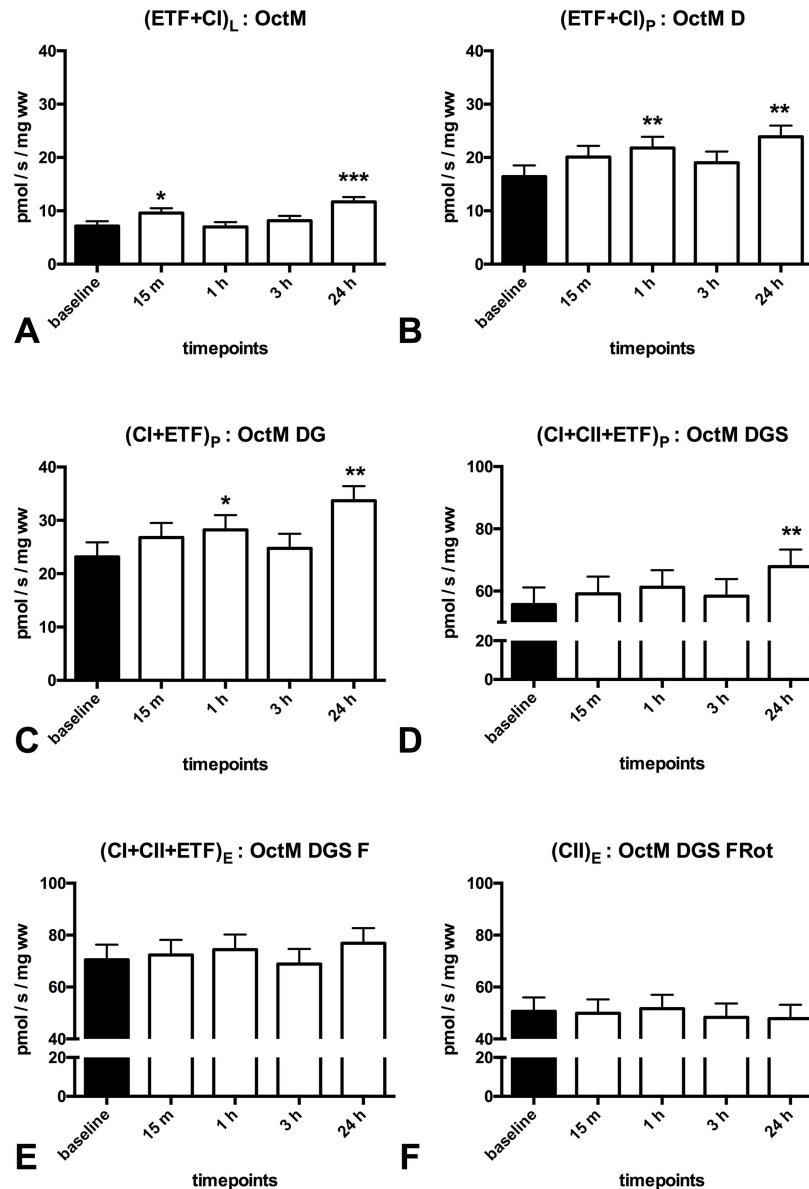 (ETF+CI)L : OctM
40
30
20
10
0
pmol / s / mg ww
*
***
baseline
15 m
1 h
3 h
24 h
timepoints
A
(ETF+CI)P : OctM D
40
30
20
10
0
pmol / s / mg ww
**
**
baseline
15 m
1 h
3 h
24 h
timepoints
B
(CI+ETF)P : OctM DG
40
30
20
10
0
pmol / s / mg ww
*
**
baseline
15 m
1 h
3 h
24 h
timepoints
C
(CI+CII+ETF)P : OctM DGS
100
80
60
20
0
pmol / s / mg ww
**
baseline
15 m
1 h
3 h
24 h
timepoints
D
(CI+CII+ETF)E : OctM DGS F
100
80
60
40
20
0
pmol / s / mg ww
baseline
15 m
1 h
3 h
24 h
timepoints
E
(CII)E : OctM DGS FRot
100
80
60
40
20
0
pmol / s / mg ww
baseline
15 m
1 h
3 h
24 h
timepoints
F